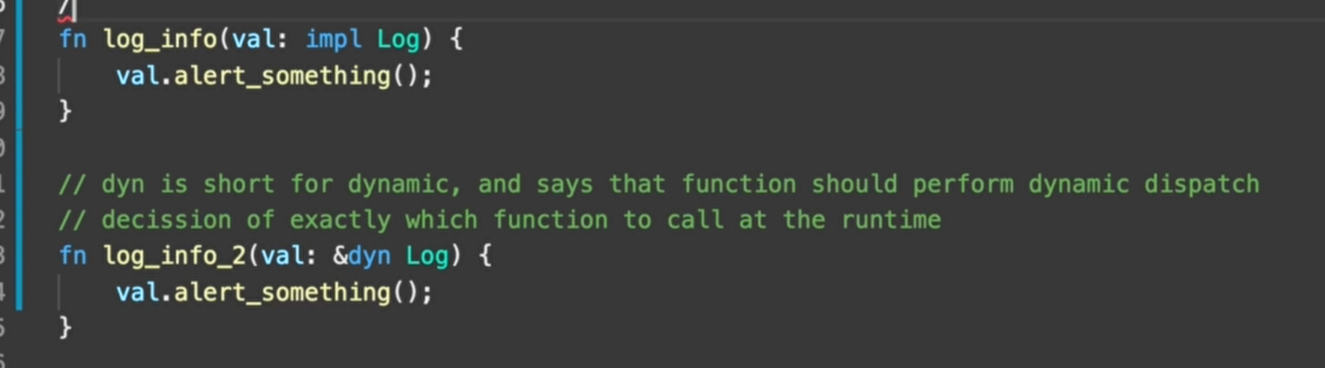 /
fn log_info(val: impl Log) {
val.alert_something();
}
// dyn is short for dynamic, and says that function should perform dynamic dispatch
// decission of exactly which function to call at the runtime
fn log_info_2(val: &dyn Log) {
val.alert_something();
}